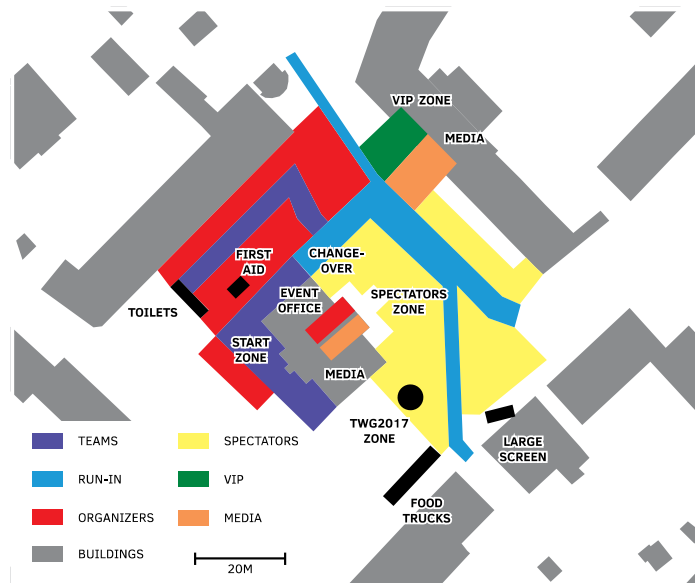 VIP ZONE
MEDIA
FIRST
AID
CHANGE-
OVER
EVENT
OFFICE
SPECTATORS
ZONE
TOILETS
START
ZONE
MEDIA
TWG2017
ZONE
LARGE
SCREEN
FOOD
TRUCKS
TEAMS
SPECTATORS
RUN-IN
VIP
ORGANIZERS
MEDIA
BUILDINGS
20M